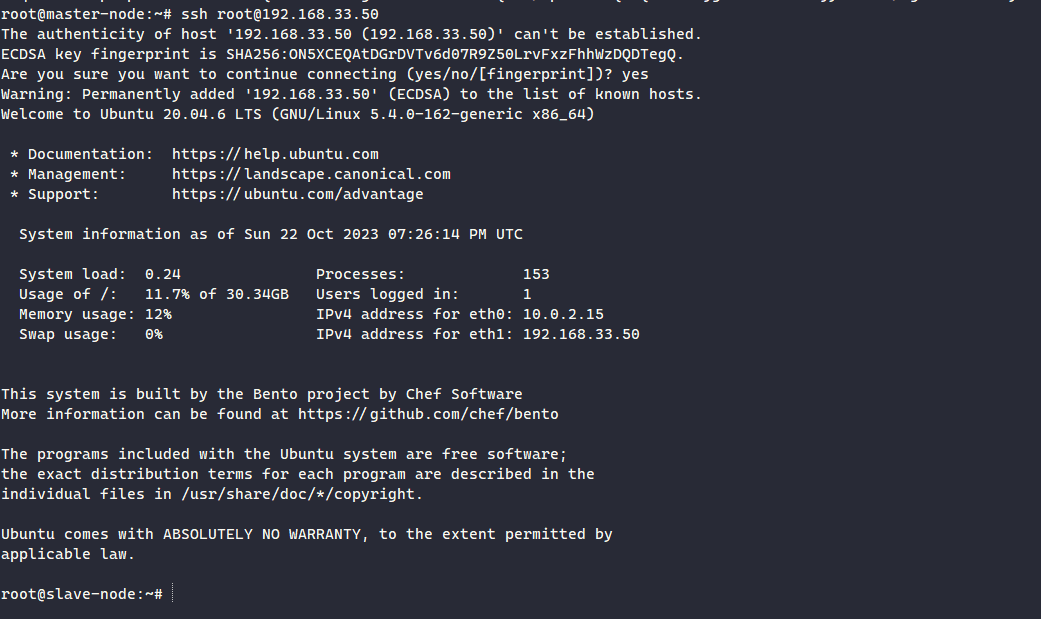 root@master-node:~# ssh root@192.168.33.50
The authenticity of host '192.168.33.50 (192.168.33.50)' can't be established.
ECDSA key fingerprint is SHA256:ON5XCEQAtDGrDVTv6d07R9Z50LrvFxzFhhWzDQDTegQ.
Are you sure you want to continue connecting (yes/no/[fingerprint])? yes
Warning: Permanently added '192.168.33.50' (ECDSA) to the list of known hosts.
Welcome to Ubuntu 20.04.6 LTS (GNU/Linux 5.4.0-162-generic x86_64)

 * Documentation:  https://help.ubuntu.com
 * Management:     https://landscape.canonical.com
 * Support:        https://ubuntu.com/advantage

  System information as of Sun 22 Oct 2023 07:26:14 PM UTC

  System load:  0.24               Processes:             153
  Usage of /:   11.7% of 30.34GB   Users logged in:       1
  Memory usage: 12%                IPv4 address for eth0: 10.0.2.15
  Swap usage:   0%                 IPv4 address for eth1: 192.168.33.50

This system is built by the Bento project by Chef Software
More information can be found at https://github.com/chef/bento

The programs included with the Ubuntu system are free software;
the exact distribution terms for each program are described in the
individual files in /usr/share/doc/*/copyright.

Ubuntu comes with ABSOLUTELY NO WARRANTY, to the extent permitted by
applicable law.

root@slave-node:~#